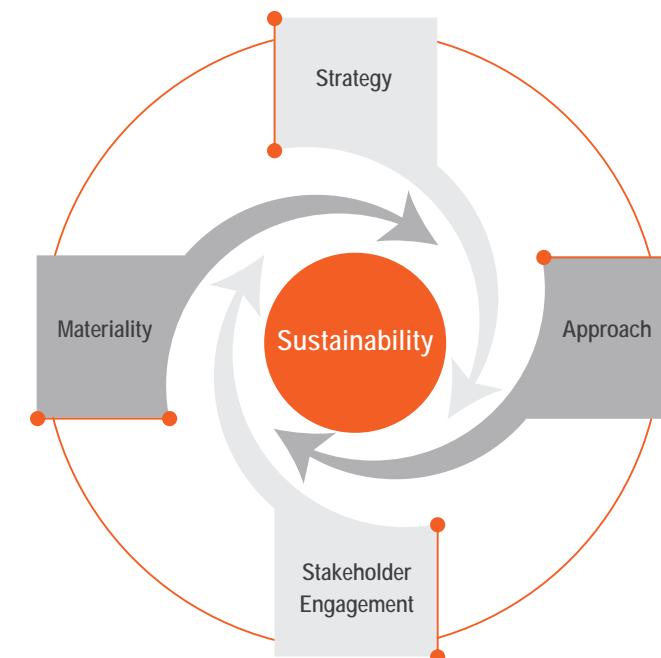 Strategy
Materiality
Sustainability
Approach
Stakeholder
Engagement